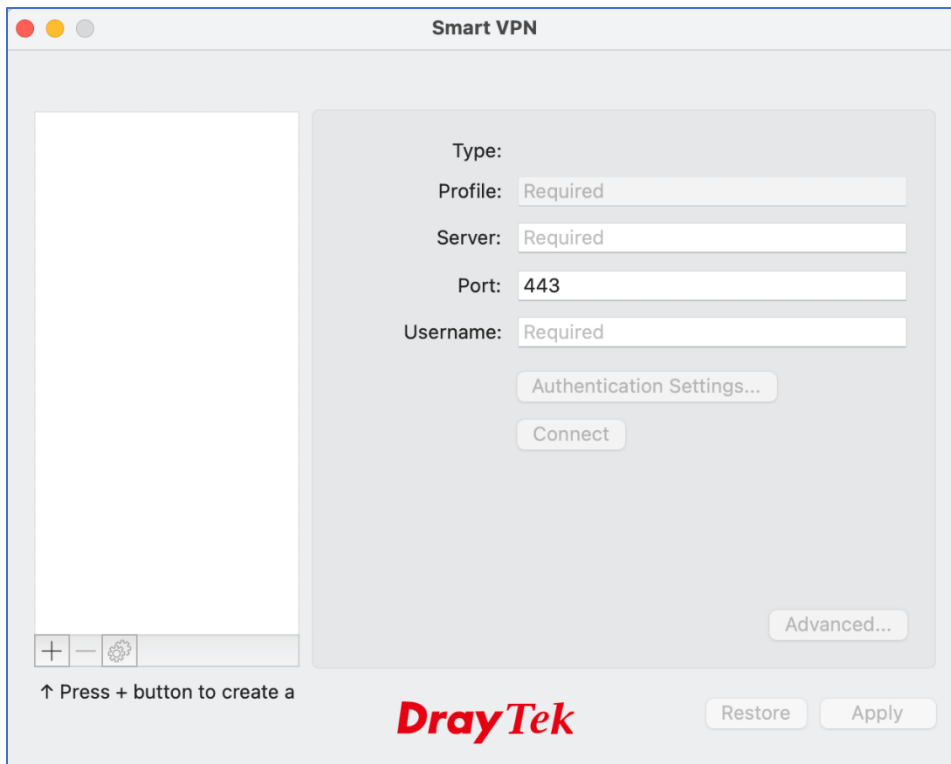 Smart VPN
Type:
Profile: Required
Server: Required
Port: 443
Username: Required
Authentication Settings...
Connect
Advanced...
↑ Press + button to create a
DrayTek
Restore Apply